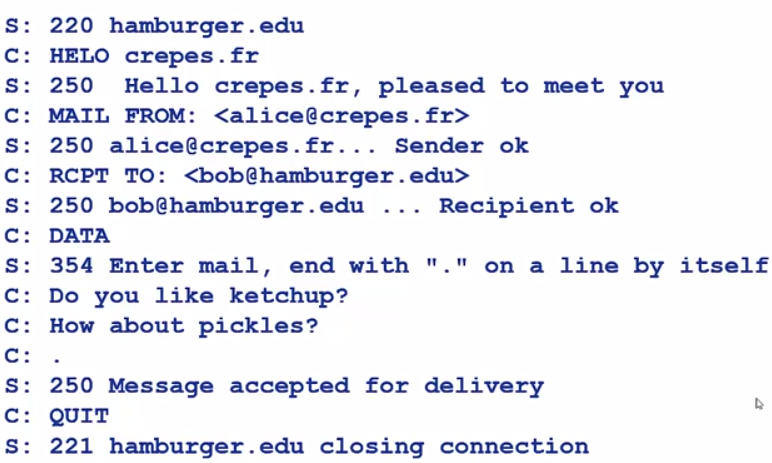 S: 220 hamburger.edu
C: HELO crepes.fr
S: 250  Hello crepes.fr, pleased to meet you
C: MAIL FROM: <alice@crepes.fr>
S: 250 alice@crepes.fr... Sender ok
C: RCPT TO: <bob@hamburger.edu>
S: 250 bob@hamburger.edu ... Recipient ok
C: DATA
S: 354 Enter mail, end with "." on a line by itself
C: Do you like ketchup?
C: How about pickles?
C: .
S: 250 Message accepted for delivery
C: QUIT
S: 221 hamburger.edu closing connection